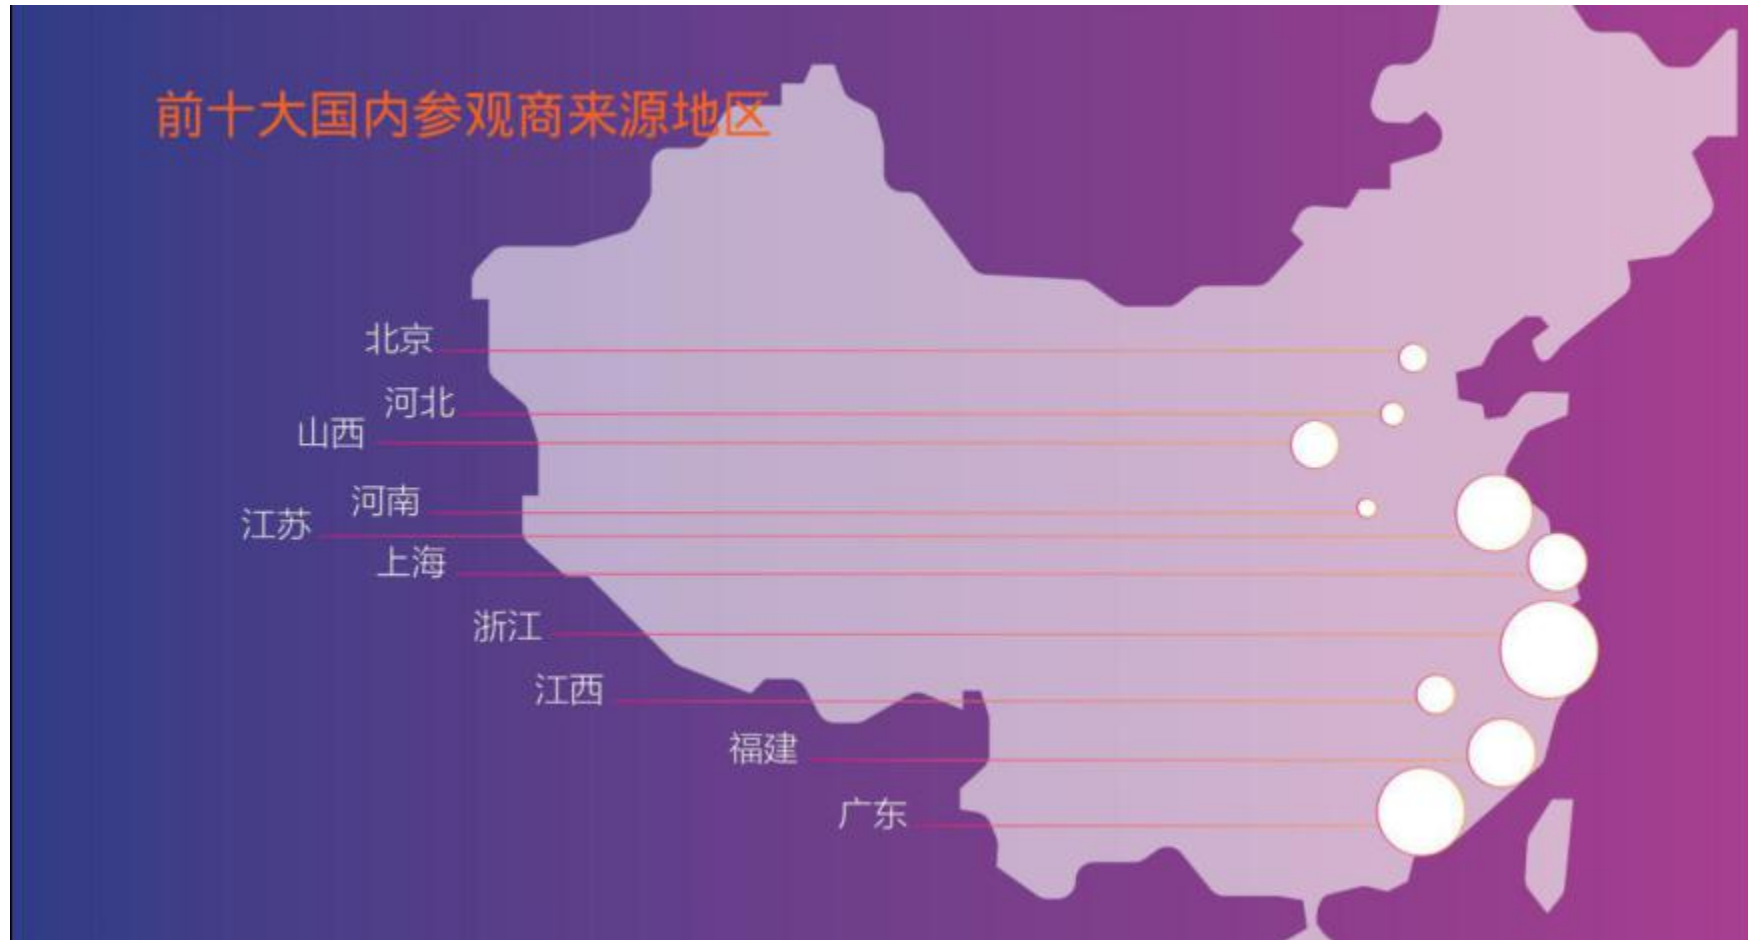 前十大国内参观商来源地区
北京
河北
山西
河南
江苏
上海
浙江
江西
福建
广东